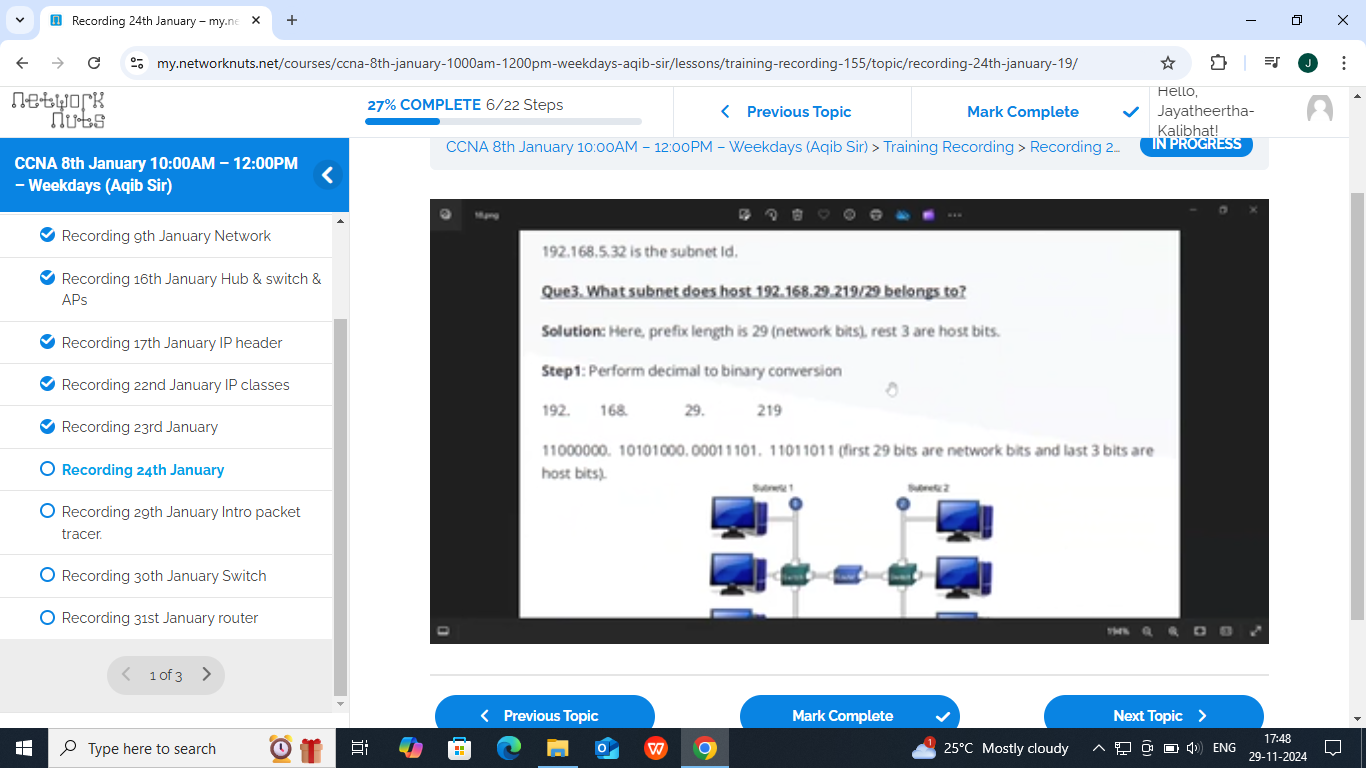 Recording 24th January – my.ne
my.networknuts.net/courses/ccna-8th-january-1000am-1200pm-weekdays-aqib-sir/lessons/training-recording-155/topic/recording-24th-january-19/
J
Network
Nuts
27% COMPLETE 6/22 Steps
Previous Topic
Mark Complete
Hello,
Jayatheertha-
Kalibhat!
CCNA 8th January 10:00AM – 12:00PM
– Weekdays (Aqib Sir)
CCNA 8th January 10:00AM – 12:00PM – Weekdays (Aqib Sir) > Training Recording > Recording 2...
IN PROGRESS
Recording 9th January Network
Recording 16th January Hub & switch &
APs
Recording 17th January IP header
Recording 22nd January IP classes
Recording 23rd January
Recording 24th January
Recording 29th January Intro packet
tracer.
Recording 30th January Switch
Recording 31st January router
1 of 3
192.168.5.32 is the subnet Id.
Que3. What subnet does host 192.168.29.219/29 belongs to?
Solution: Here, prefix length is 29 (network bits), rest 3 are host bits.
Step1: Perform decimal to binary conversion
192. 168. 29. 219
11000000. 10101000. 00011101. 11011011 (first 29 bits are network bits and last 3 bits are
host bits).
Subnetz 1 Subnetz 2
194%
Previous Topic
Mark Complete
Next Topic
Type here to search
25°C Mostly cloudy
ENG
17:48
29-11-2024